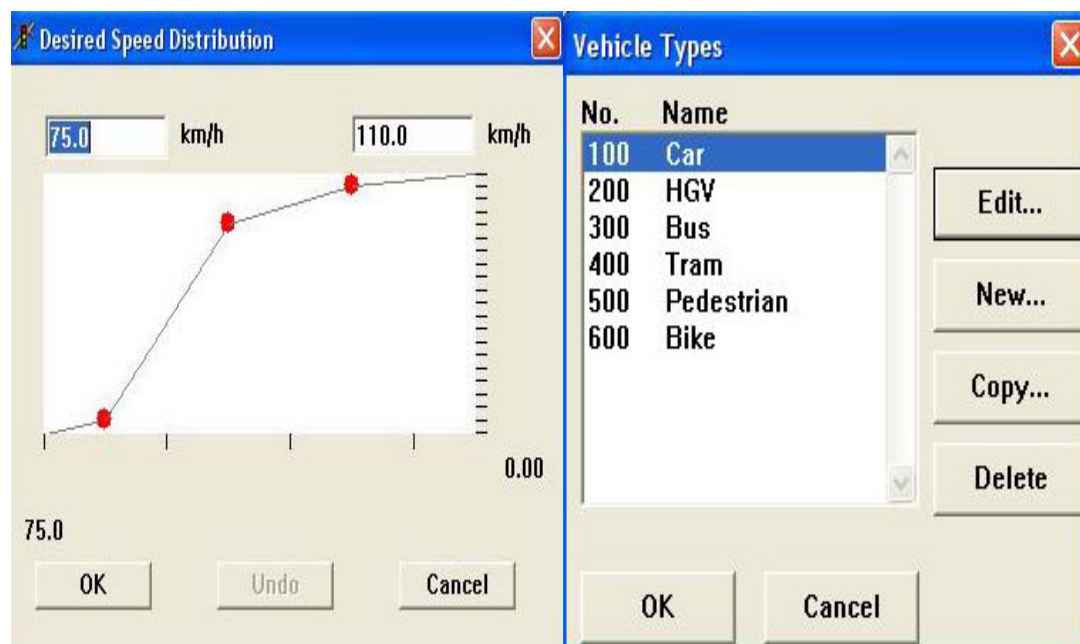 Desired Speed Distribution
75.0 km/h 110.0 km/h
0.00
75.0
OK Undo Cancel
Vehicle Types
No. Name
100 Car
200 HGV
300 Bus
400 Tram
500 Pedestrian
600 Bike
Edit...
New...
Copy...
Delete
OK Cancel